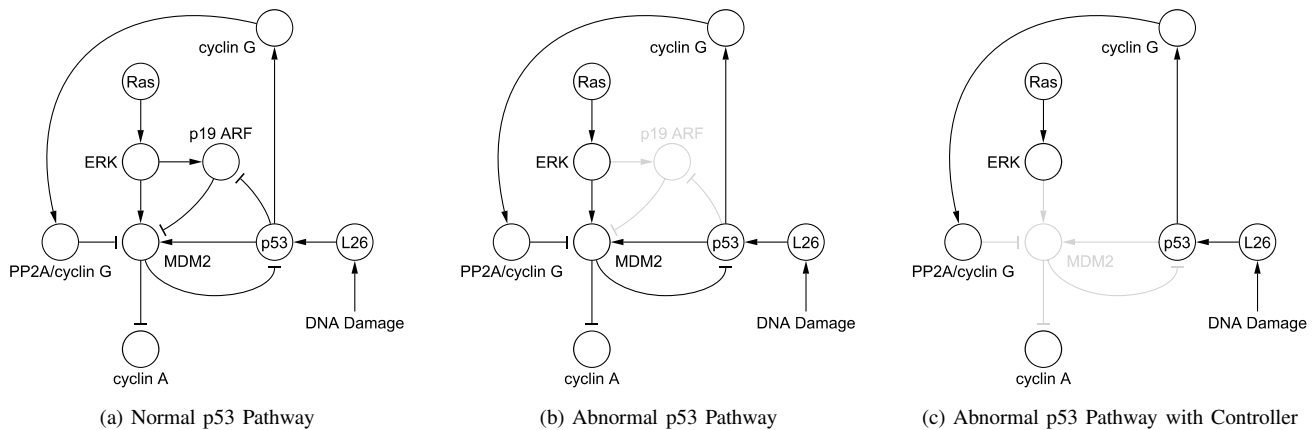 cyclin G
Ras
p19 ARF
ERK
p53
L26
PP2A/cyclin G
MDM2
DNA Damage
cyclin A
(a) Normal p53 Pathway
cyclin G
Ras
p19 ARF
ERK
p53
L26
PP2A/cyclin G
MDM2
DNA Damage
cyclin A
(b) Abnormal p53 Pathway
cyclin G
Ras
ERK
p53
L26
PP2A/cyclin G
MDM2
DNA Damage
cyclin A
(c) Abnormal p53 Pathway with Controller